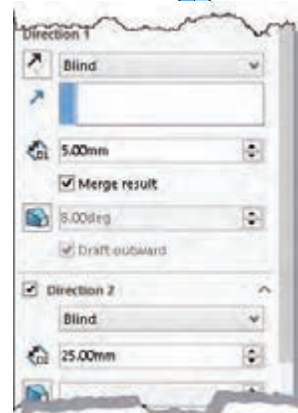 Direction 1
Blind
5.00mm
Merge result
8.00deg
Draft outward
Direction 2
Blind
25.00mm